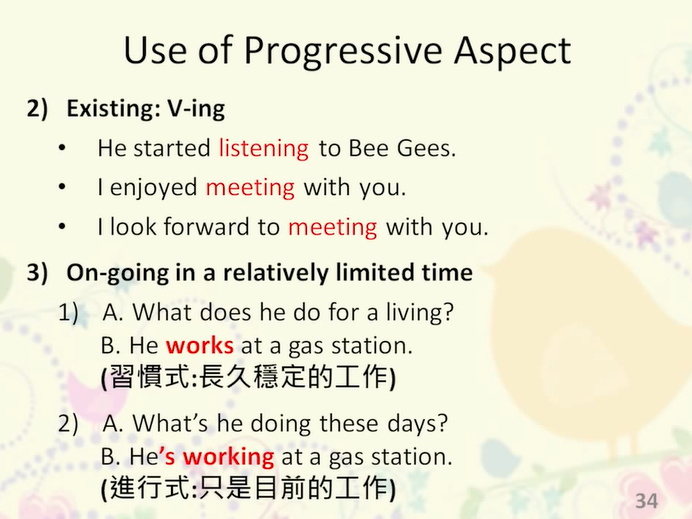 Use of Progressive Aspect
2) Existing: V-ing
• He started listening to Bee Gees.
• I enjoyed meeting with you.
• I look forward to meeting with you.
3) On-going in a relatively limited time
1) A. What does he do for a living?
B. He works at a gas station.
(習慣式:長久穩定的工作)
2) A. What's he doing these days?
B. He's working at a gas station.
(進行式:只是目前的工作)
34